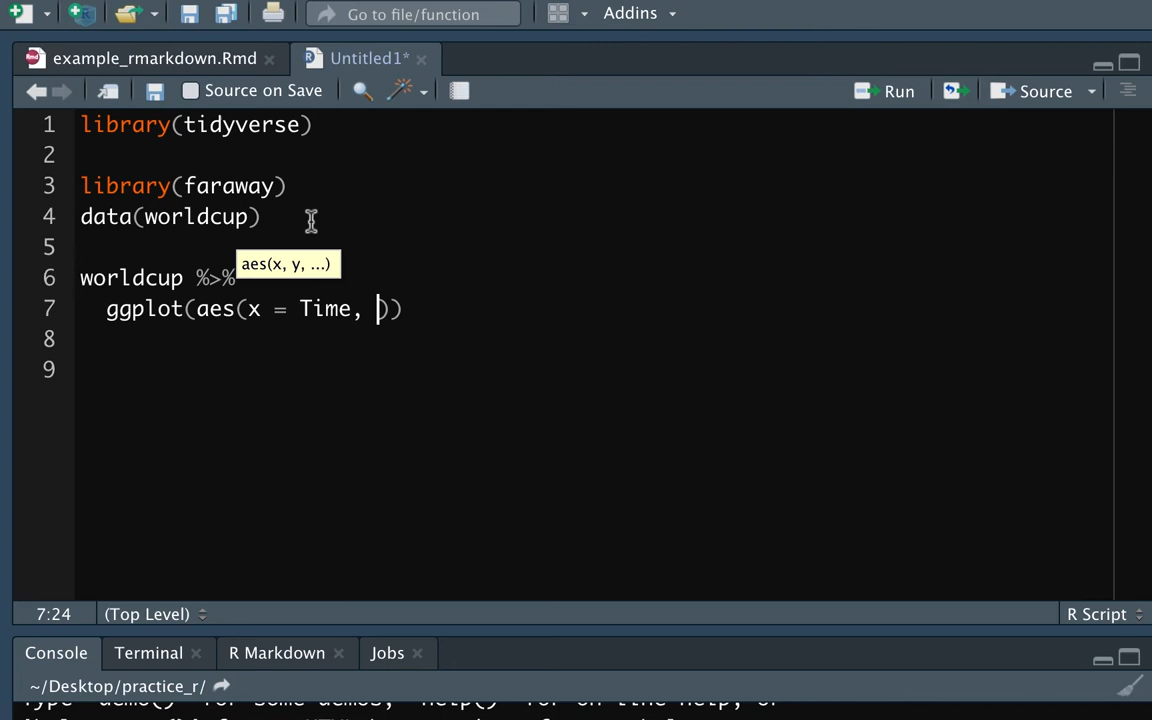 Go to file/function
Addins
example_rmarkdown.Rmd
Untitled1*
Source on Save
Run
Source
1 library(tidyverse)
2
3 library(faraway)
4 data(worldcup)
5
aes(x, y, ...)
6 worldcup %>%
7 ggplot(aes(x = Time, ))
8
9
7:24
(Top Level)
R Script
Console
Terminal
R Markdown
Jobs
~/Desktop/practice_r/